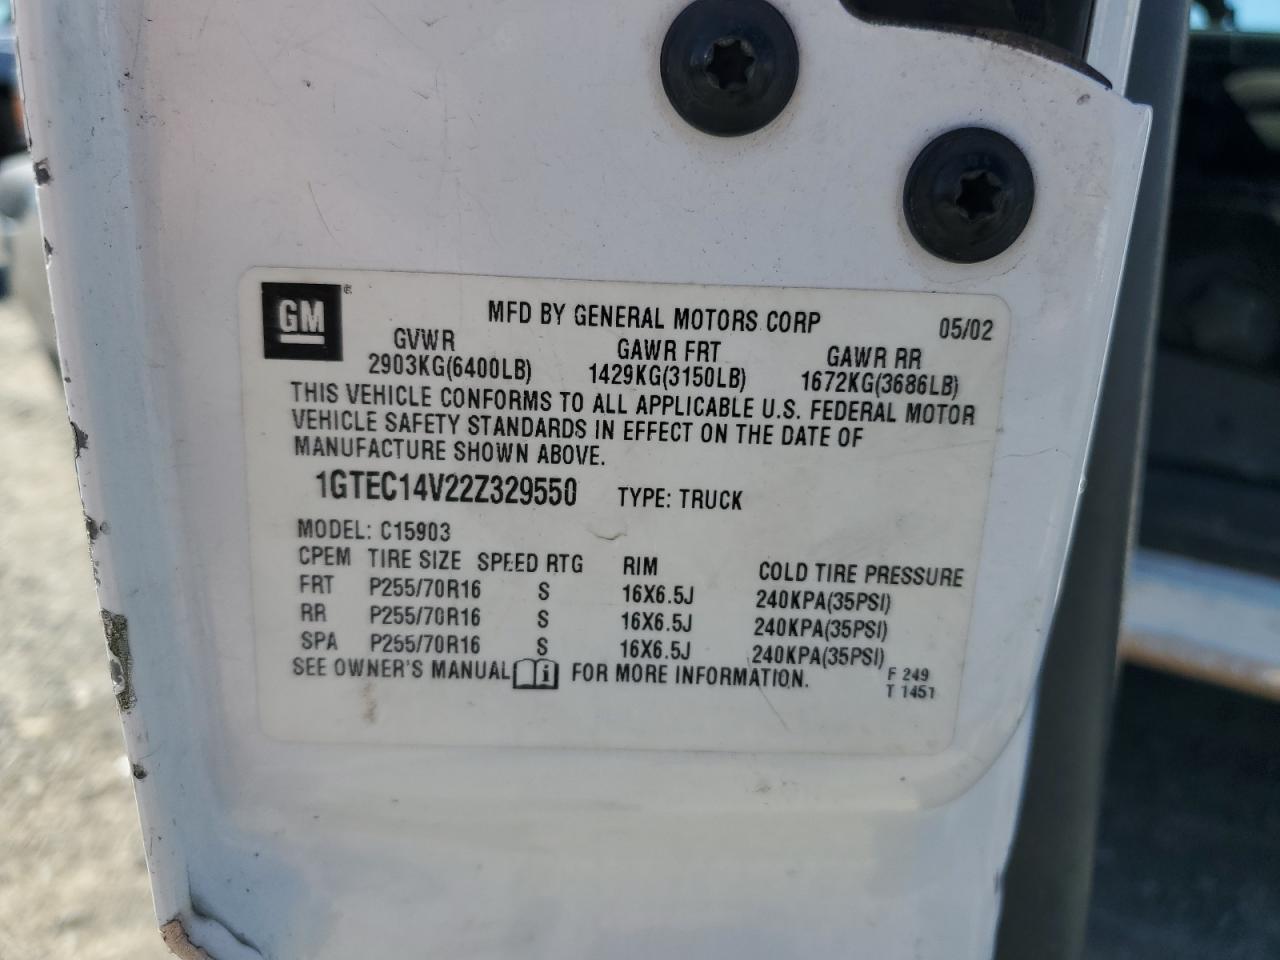 GM®
MFD BY GENERAL MOTORS CORP 05/02
GVWR GAWR FRT GAWR RR
2903KG(6400LB) 1429KG(3150LB) 1672KG(3686LB)
THIS VEHICLE CONFORMS TO ALL APPLICABLE U.S. FEDERAL MOTOR
VEHICLE SAFETY STANDARDS IN EFFECT ON THE DATE OF
MANUFACTURE SHOWN ABOVE.
1GTEC14V22Z329550 TYPE: TRUCK
MODEL: C15903
CPEM TIRE SIZE SPEED RTG RIM COLD TIRE PRESSURE
FRT P255/70R16 S 16X6.5J 240KPA(35PSI)
RR P255/70R16 S 16X6.5J 240KPA(35PSI)
SPA P255/70R16 S 16X6.5J 240KPA(35PSI)
SEE OWNER'S MANUAL i FOR MORE INFORMATION.
F 249
T 1451